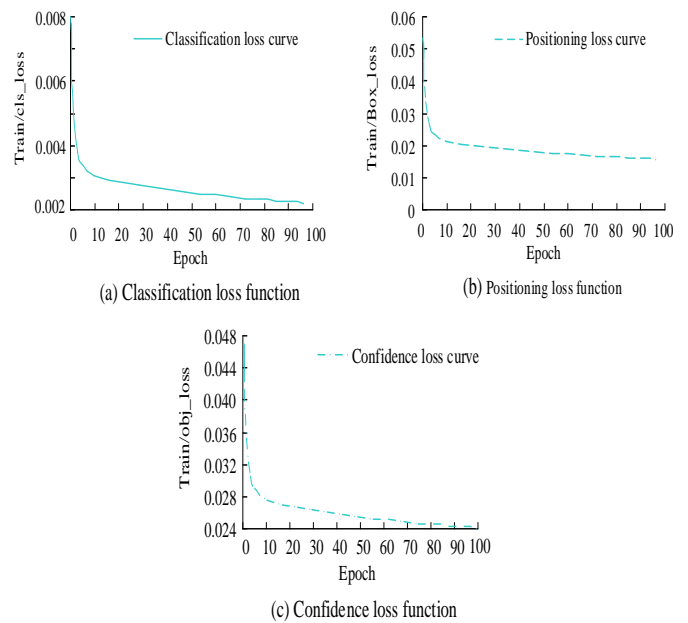 0.008
0.006
0.004
0.002
Train/cls_loss
Classification loss curve
0 10 20 30 40 50 60 70 80 90 100
Epoch
(a) Classification loss function
0.06
0.05
0.04
0.03
0.02
0.01
0
Train/Box_loss
Positioning loss curve
0 10 20 30 40 50 60 70 80 90 100
Epoch
(b) Positioning loss function
0.048
0.044
0.040
0.036
0.032
0.028
0.024
Train/obj_loss
Confidence loss curve
0 10 20 30 40 50 60 70 80 90 100
Epoch
(c) Confidence loss function